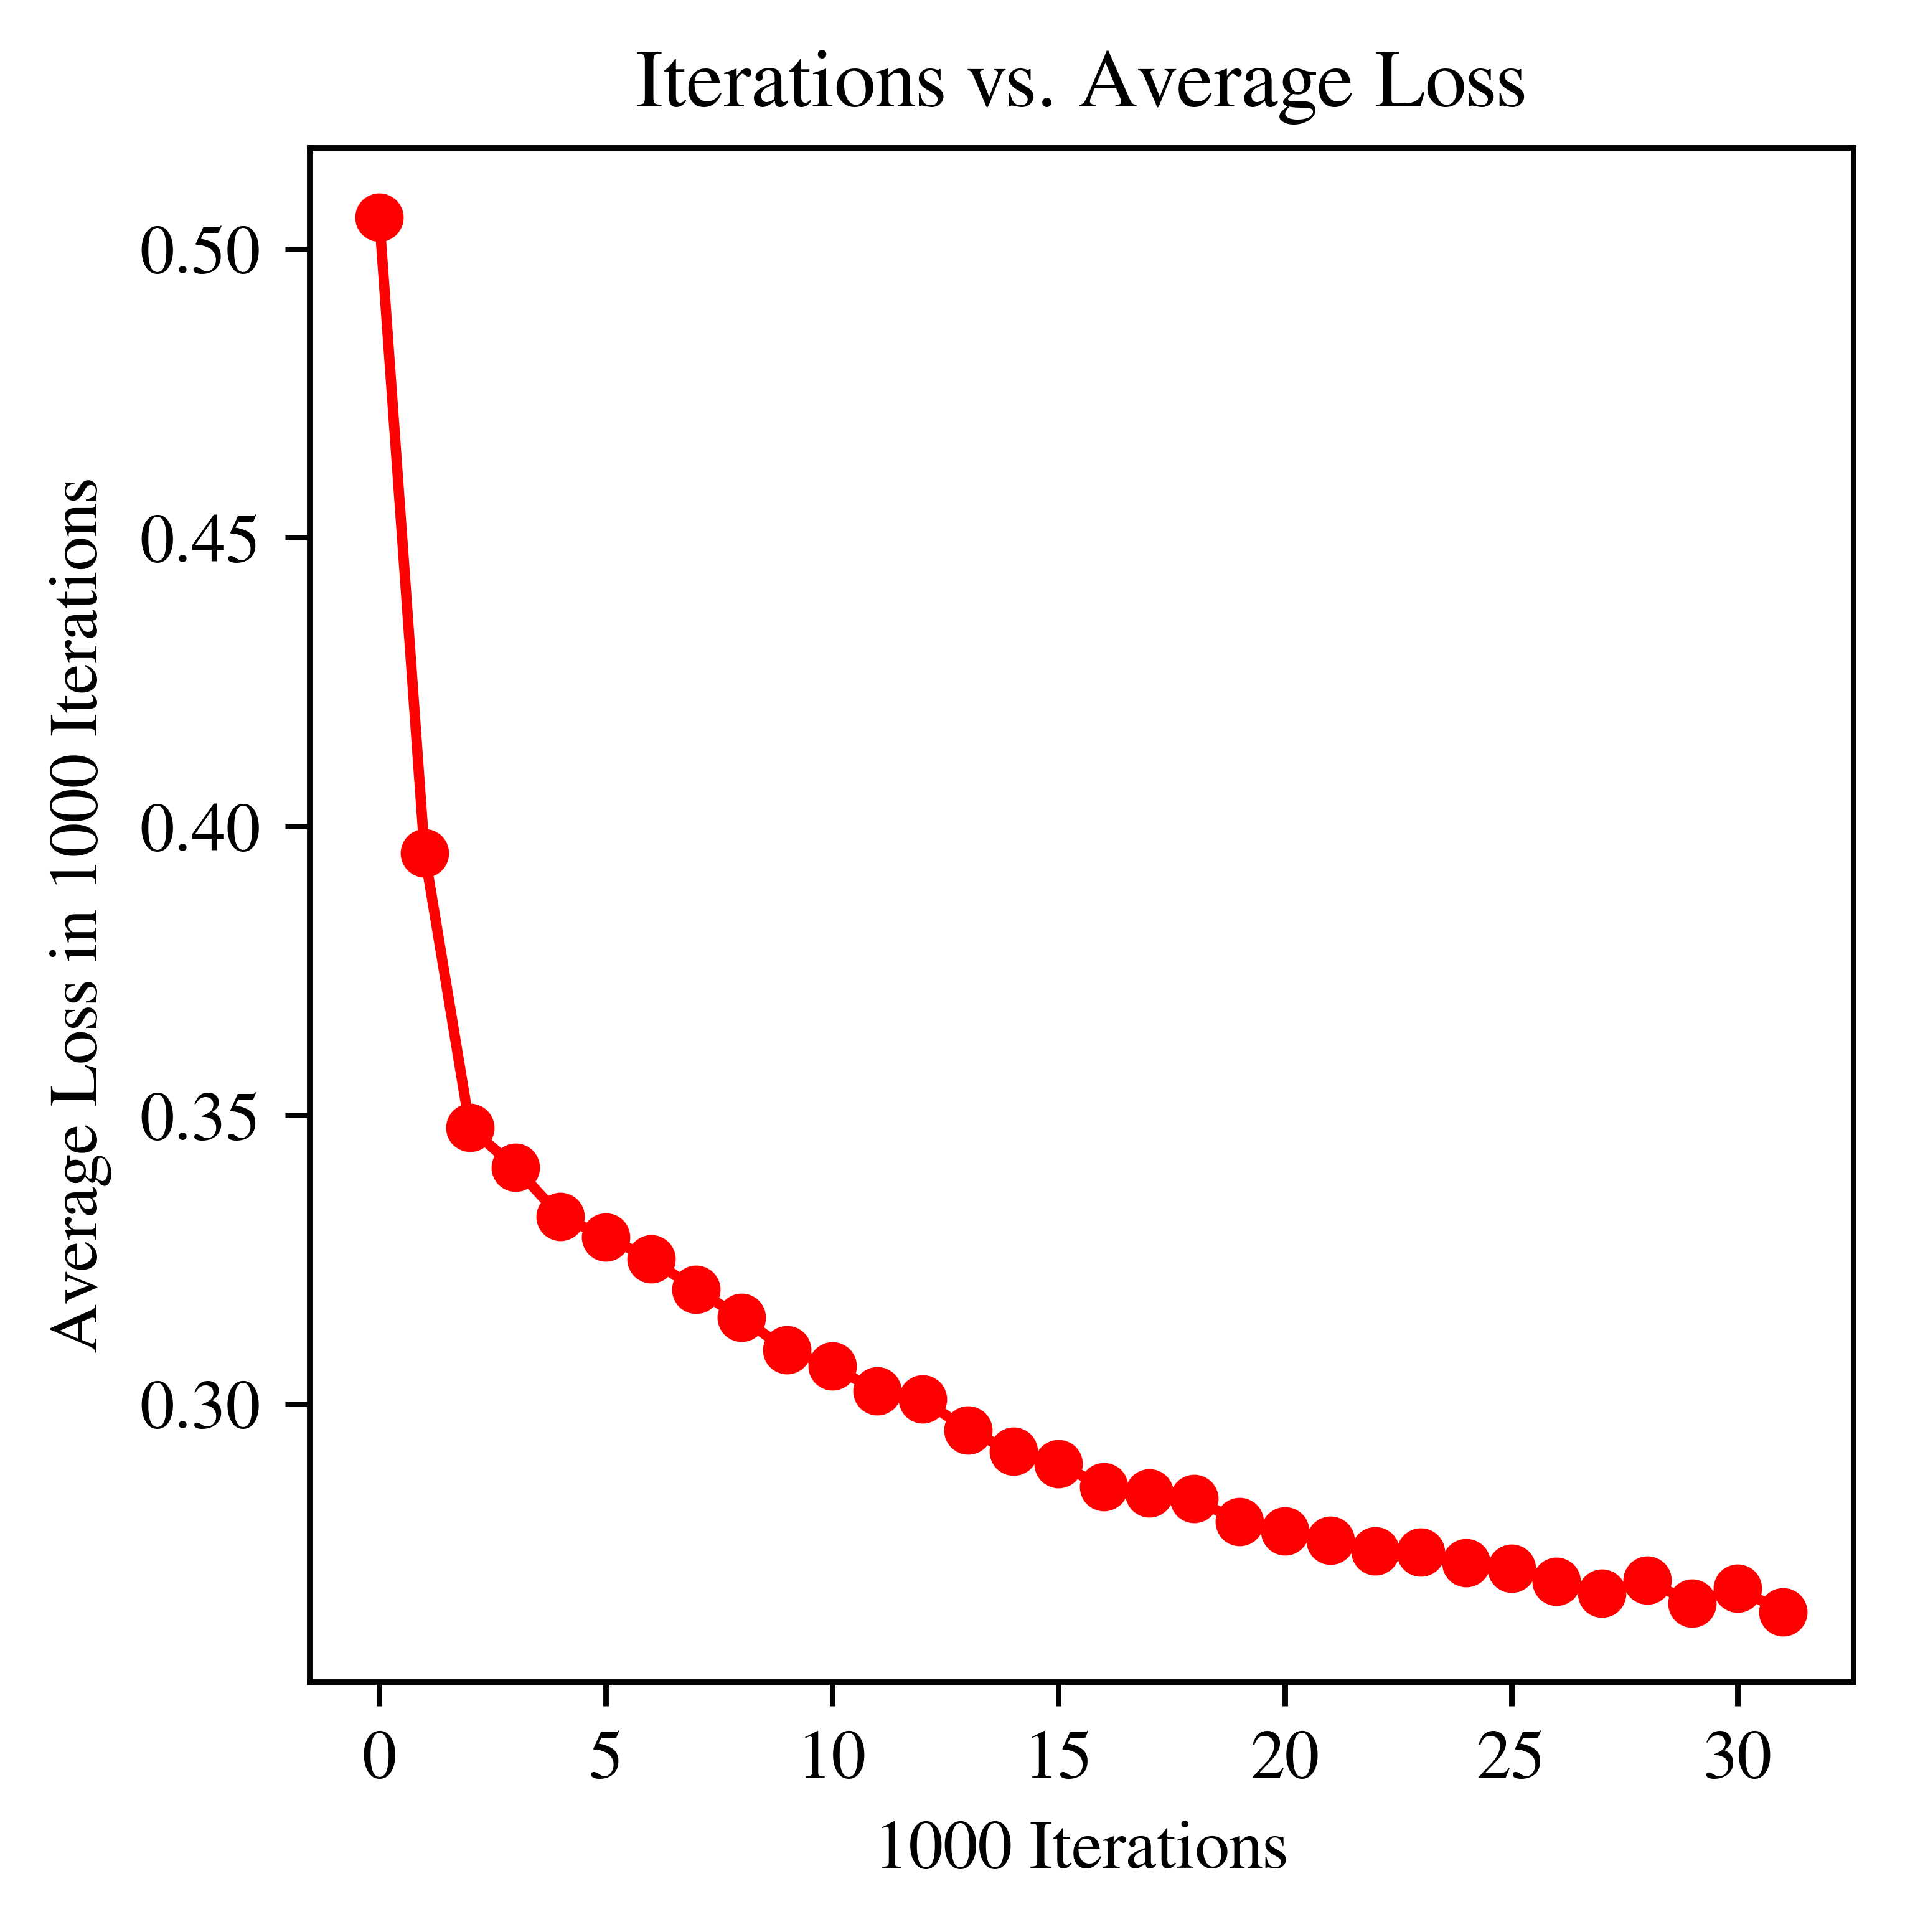 Iterations vs. Average Loss
Average Loss in 1000 Iterations
0.50
0.45
0.40
0.35
0.30
0 5 10 15 20 25 30
1000 Iterations